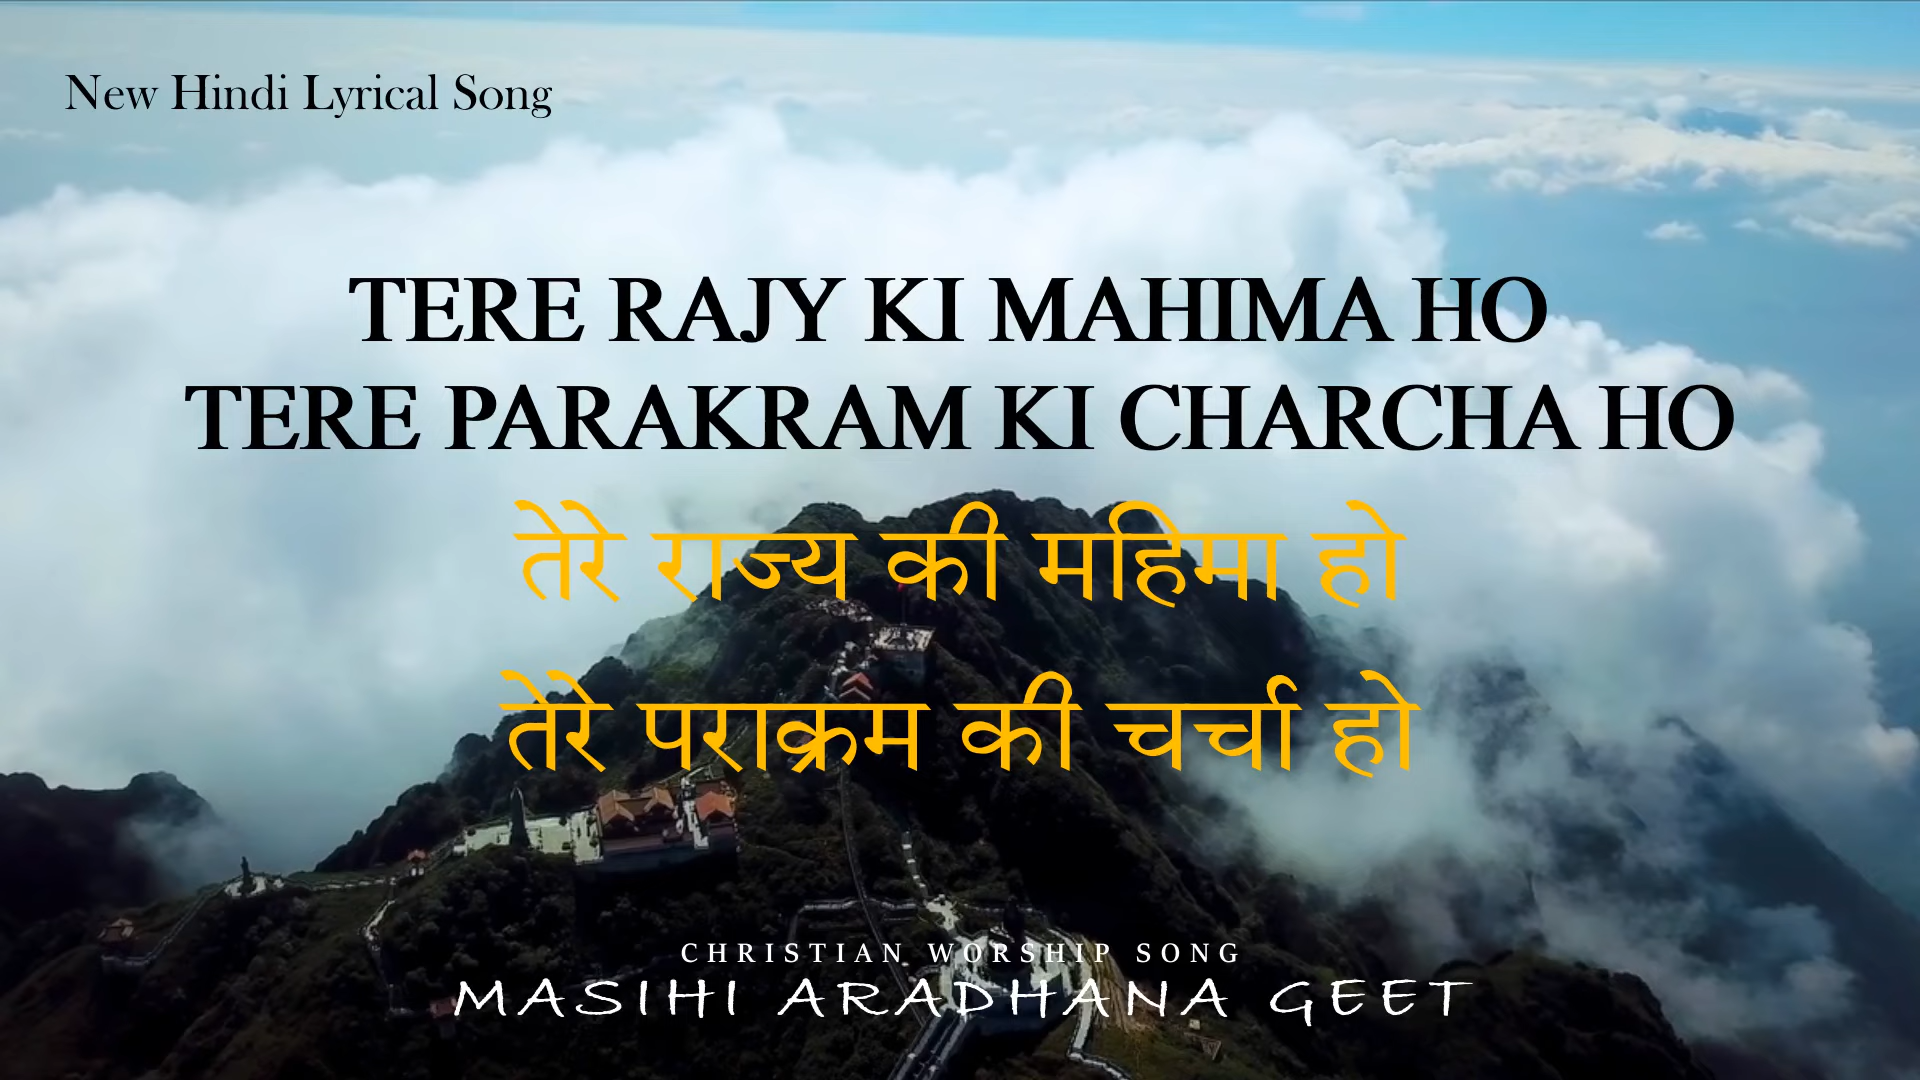 New Hindi Lyrical Song
TERE RAJY KI MAHIMA HO
TERE PARAKRAM KI CHARCHA HO
तेरे राज्य की महिमा हो
तेरे पराक्रम की चर्चा हो
CHRISTIAN WORSHIP SONG
MASIHI ARADHANA GEET